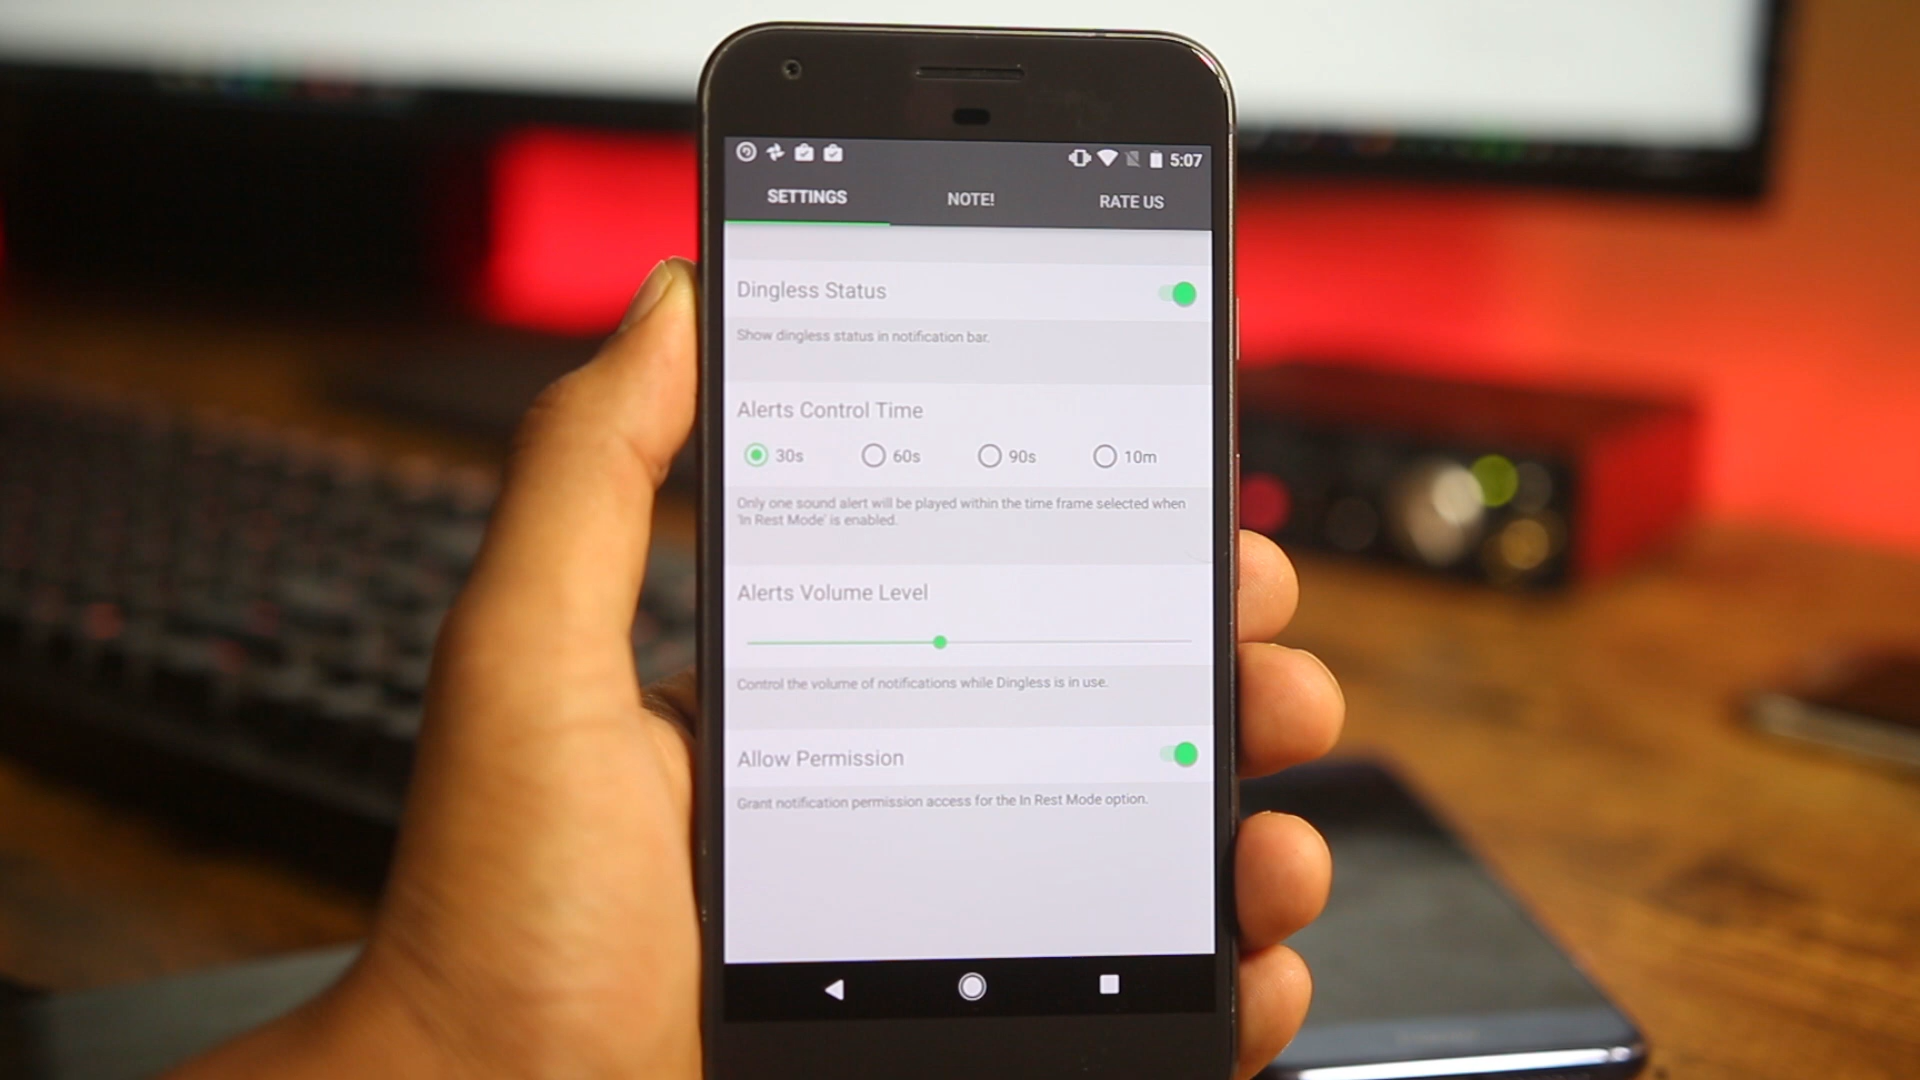 5:07
SETTINGS NOTE! RATE US
Dingless Status
Show dingless status in notification bar.
Alerts Control Time
30s 60s 90s 10m
Only one sound alert will be played within the time frame selected when
'In Rest Mode' is enabled.
Alerts Volume Level
Control the volume of notifications while Dingless is in use.
Allow Permission
Grant notification permission access for the In Rest Mode option.